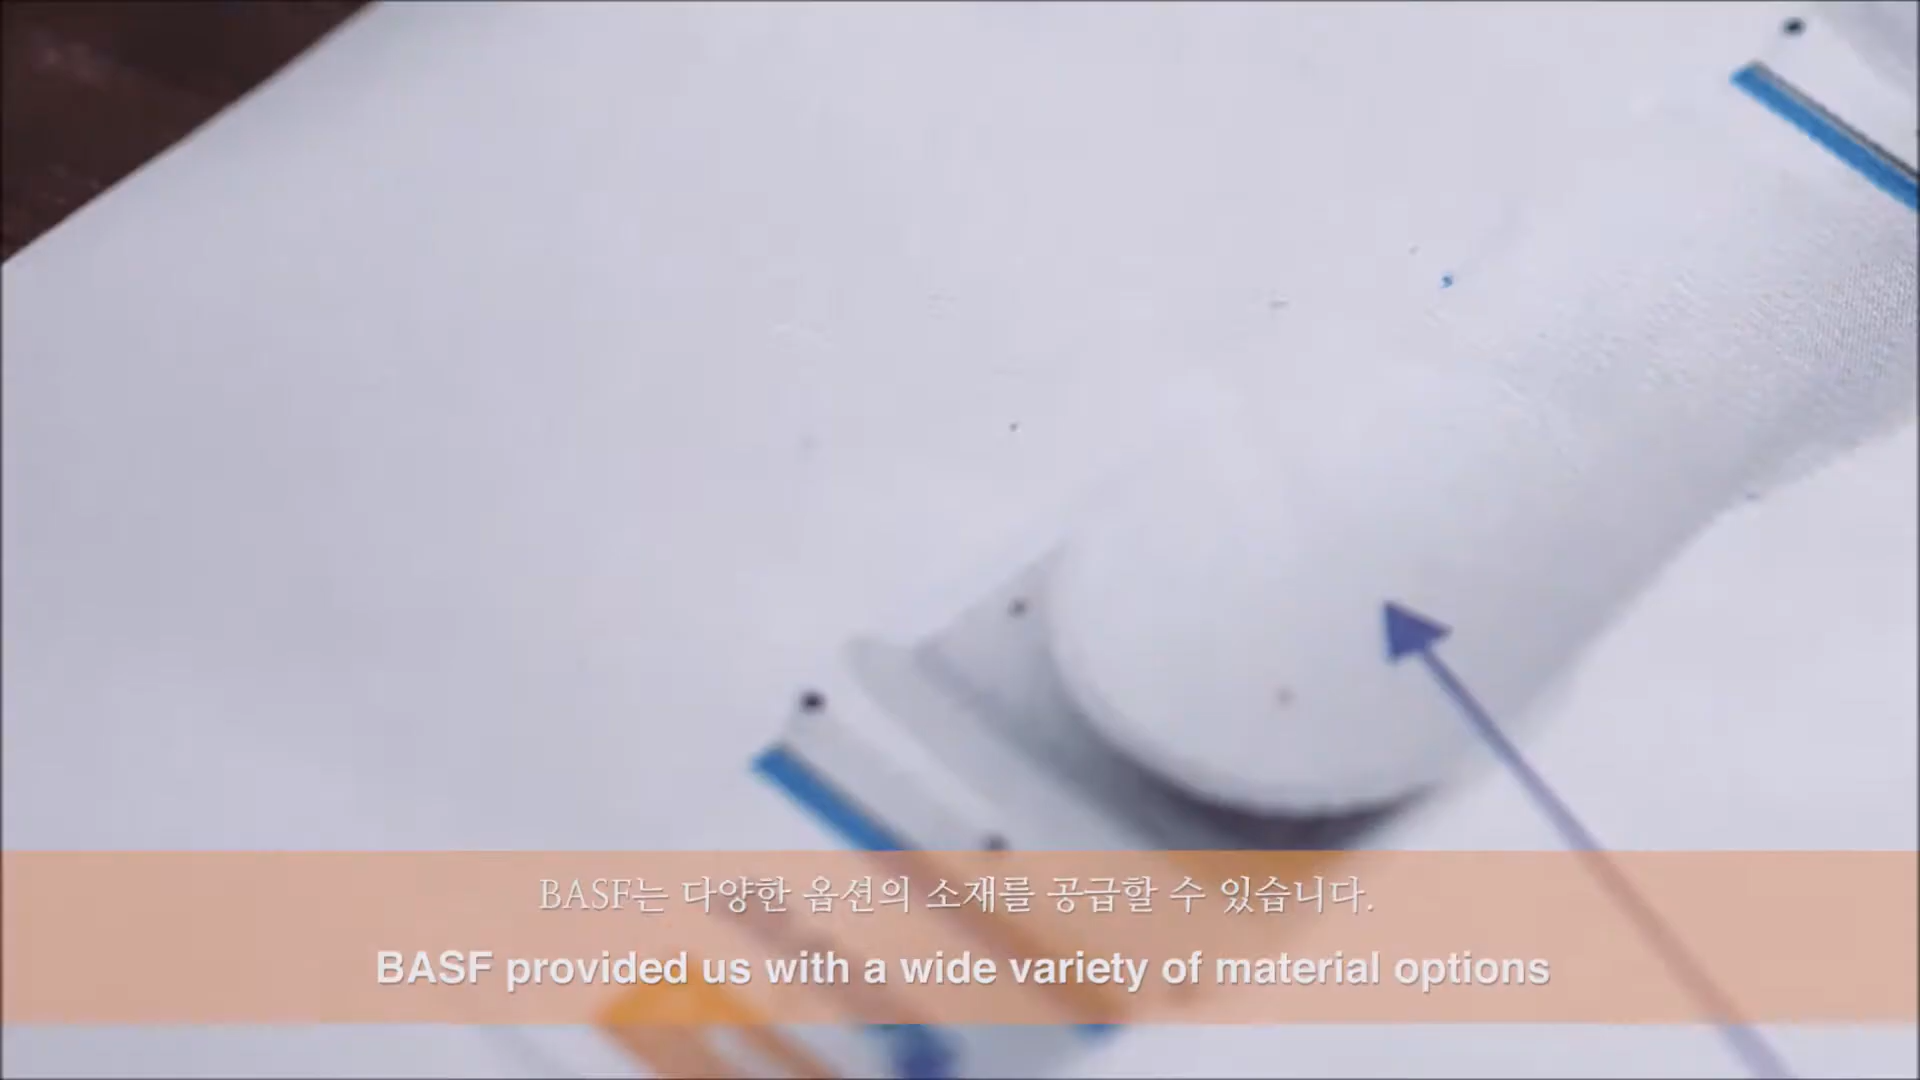 BASF는 다양한 옵션의 소재를 공급할 수 있습니다.
BASF provided us with a wide variety of material options